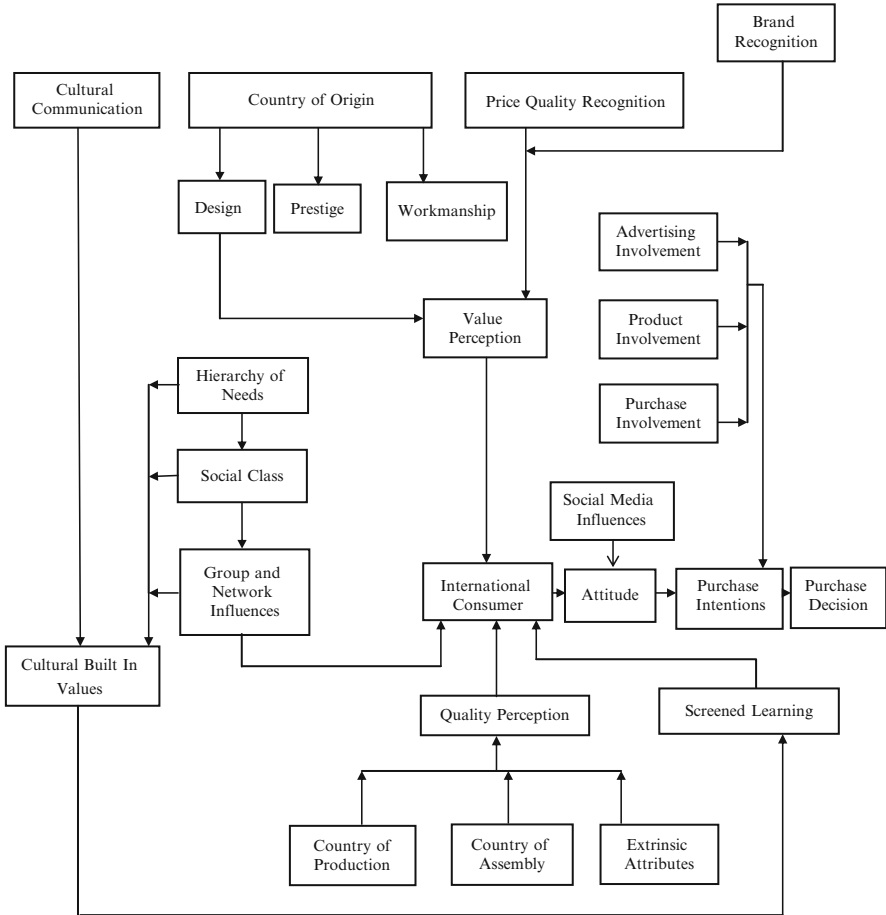 Brand
Recognition
Cultural
Communication
Country of Origin
Price Quality Recognition
Design
Prestige
Workmanship
Advertising
Involvement
Value
Perception
Product
Involvement
Hierarchy of
Needs
Purchase
Involvement
Social Class
Social Media
Influences
Group and
Network
Influences
International
Consumer
Attitude
Purchase
Intentions
Purchase
Decision
Cultural Built In
Values
Quality Perception
Screened Learning
Country of
Production
Country of
Assembly
Extrinsic
Attributes